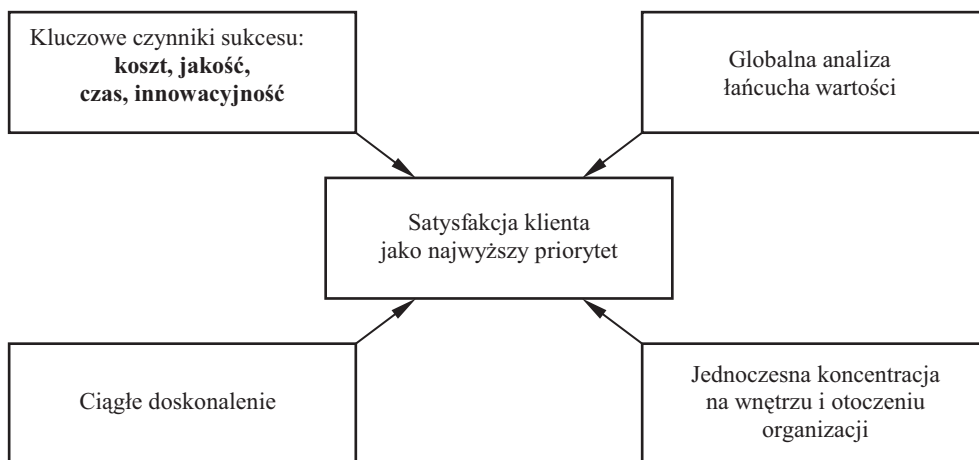 Kluczowe czynniki sukcesu:
koszt, jakość,
czas, innowacyjność
Globalna analiza
łańcucha wartości
Satysfakcja klienta
jako najwyższy priorytet
Ciągłe doskonalenie
Jednoczesna koncentracja
na wnętrzu i otoczeniu
organizacji